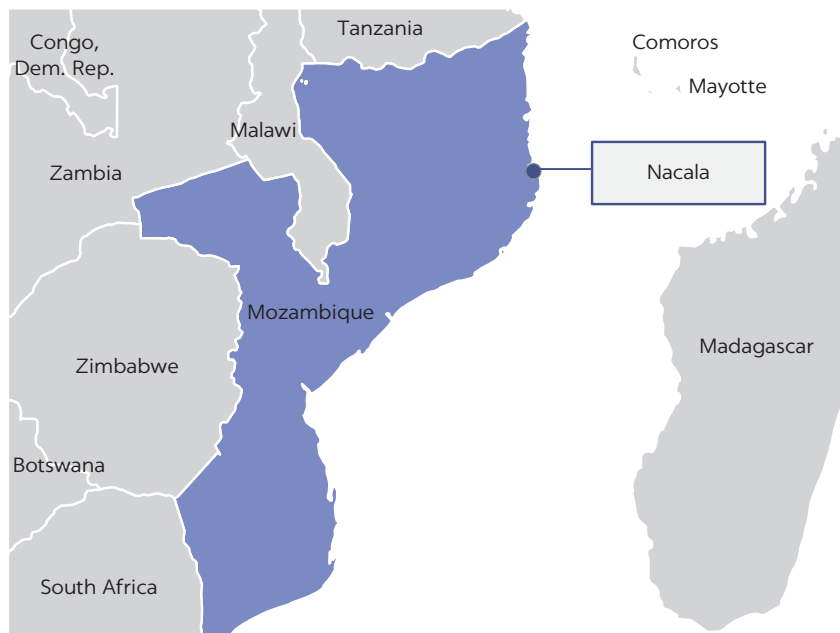 Tanzania
Congo,
Dem. Rep.
Comoros
Mayotte
Malawi
Zambia
Nacala
Mozambique
Madagascar
Zimbabwe
Botswana
South Africa